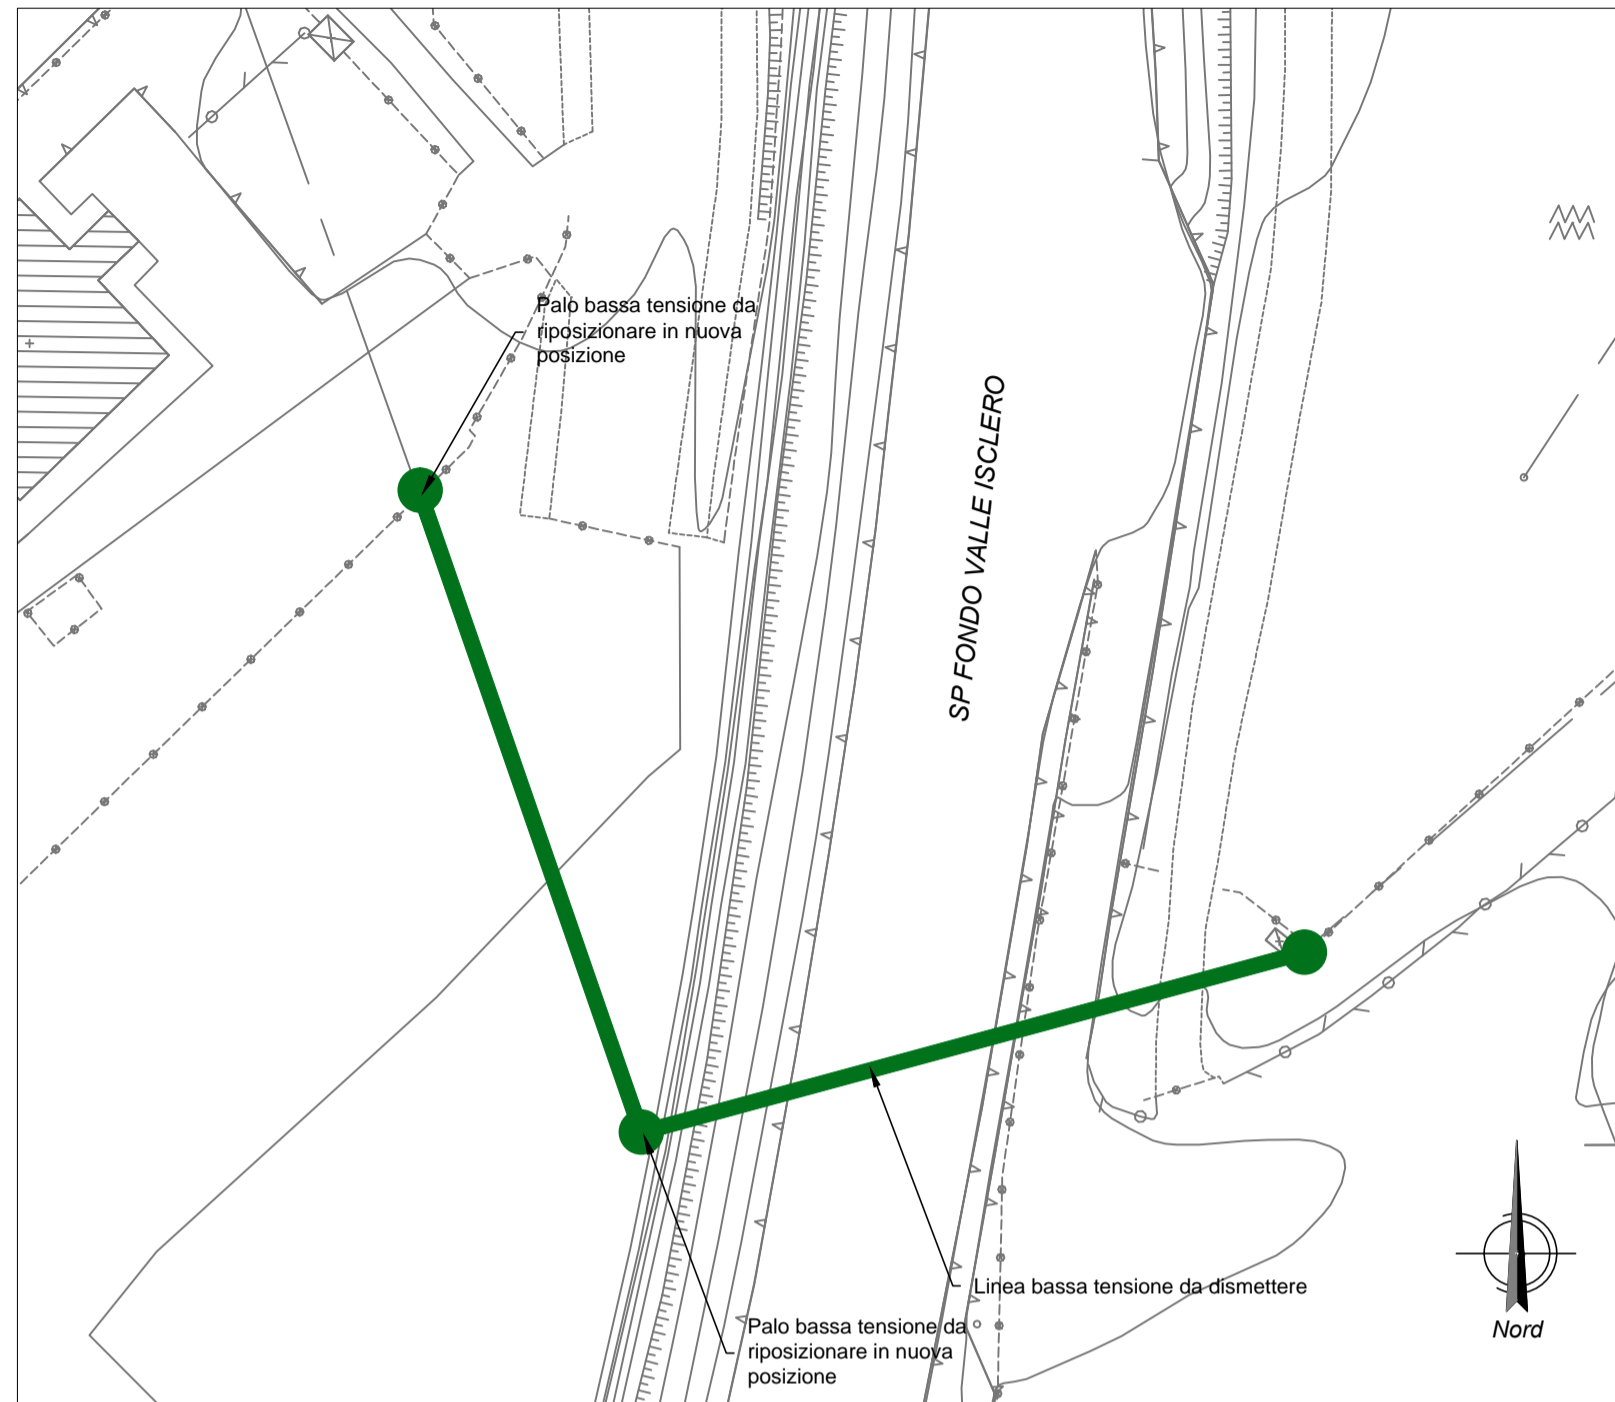 Palo bassa tensione da
riposizionare in nuova
posizione
SP FONDO VALLE ISCLERO
Linea bassa tensione da dismettere
Palo bassa tensione da
riposizionare in nuova
posizione
Nord